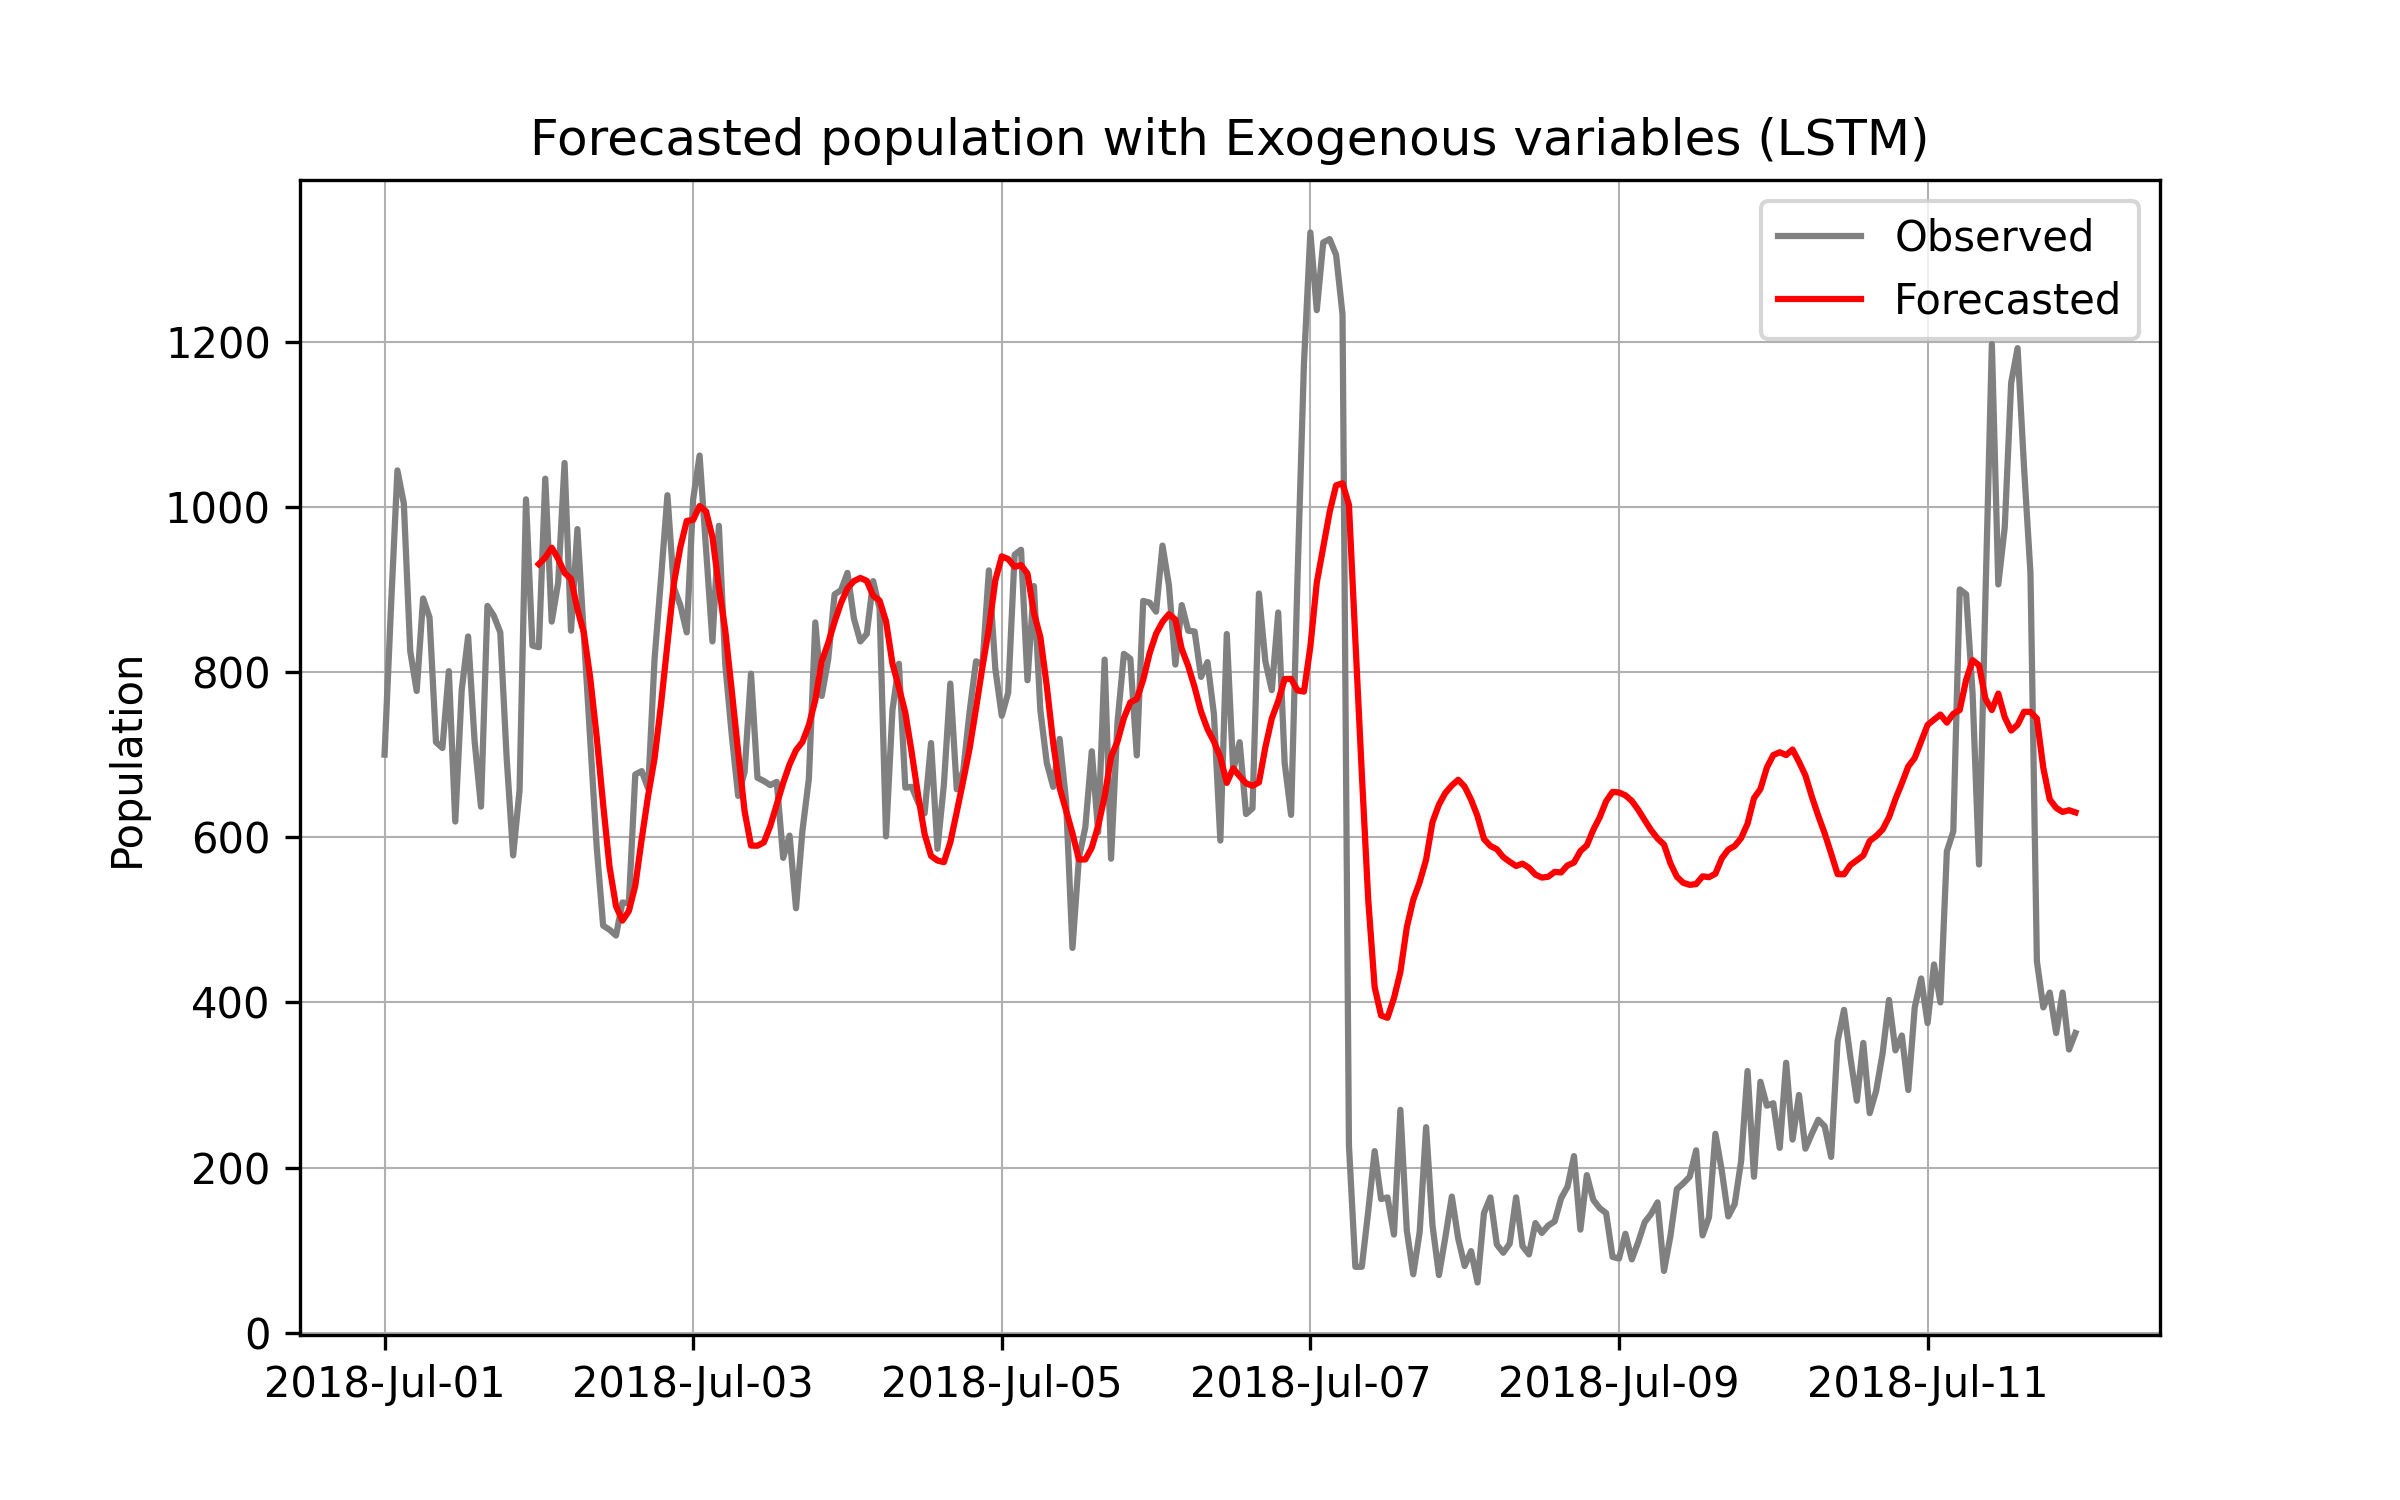 Forecasted population with Exogenous variables (LSTM)
Observed
Forecasted
Population
1200
1000
800
600
400
200
0
2018-Jul-01 2018-Jul-03 2018-Jul-05 2018-Jul-07 2018-Jul-09 2018-Jul-11